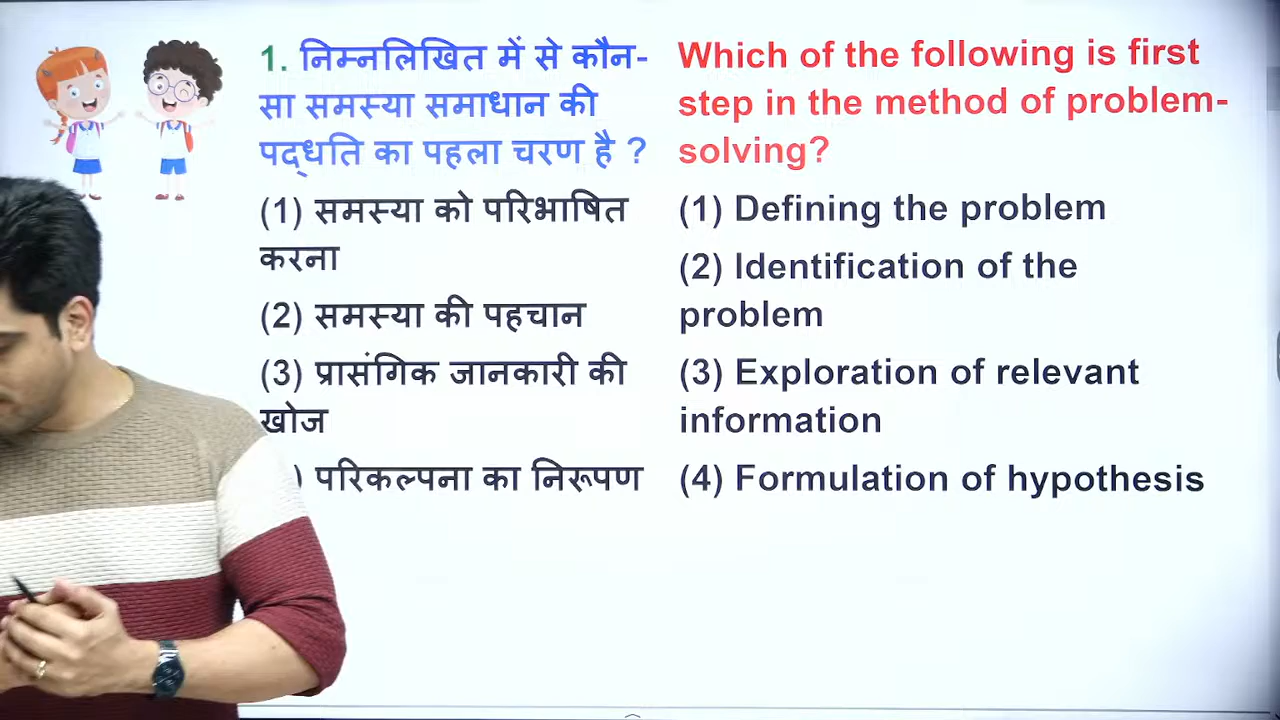 1. निम्नलिखित में से कौन-
सा समस्या समाधान की
पद्धति का पहला चरण है ?
(1) समस्या को परिभाषित
करना
(2) समस्या की पहचान
(3) प्रासंगिक जानकारी की
खोज
) परिकल्पना का निरूपण
Which of the following is first
step in the method of problem-
solving?
(1) Defining the problem
(2) Identification of the
problem
(3) Exploration of relevant
information
(4) Formulation of hypothesis